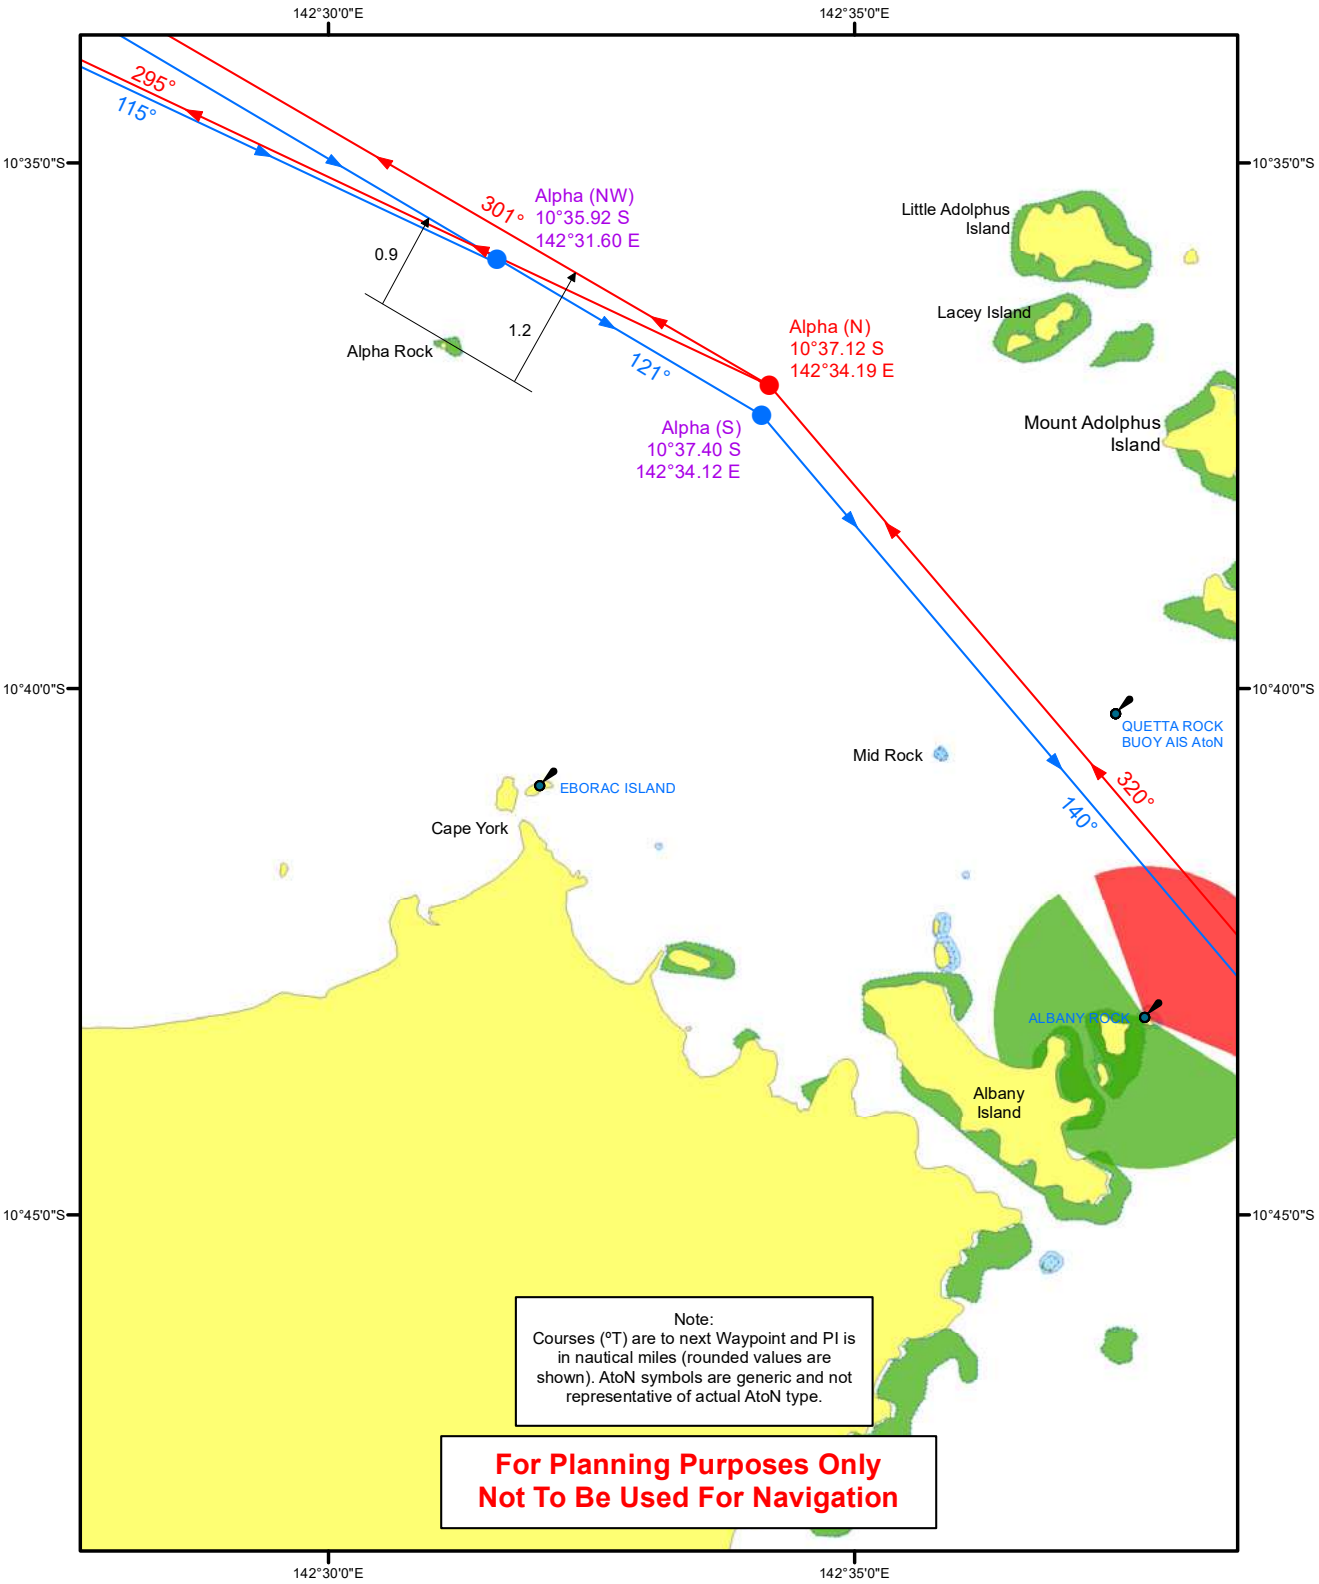 142°30'0"E
142°35'0"E
295°
115°
10°35'0"S
10°35'0"S
301°
Alpha (NW)
10°35.92 S
142°31.60 E
Little Adolphus
Island
0.9
Lacey Island
1.2
Alpha Rock
Alpha (N)
10°37.12 S
142°34.19 E
121°
Alpha (S)
10°37.40 S
142°34.12 E
Mount Adolphus
Island
10°40'0"S
10°40'0"S
QUETTA ROCK
BUOY AIS AtoN
Mid Rock
EBORAC ISLAND
320°
140°
Cape York
ALBANY ROCK
Albany
Island
10°45'0"S
10°45'0"S
Note:
Courses (ºT) are to next Waypoint and PI is
in nautical miles (rounded values are
shown). AtoN symbols are generic and not
representative of actual AtoN type.
For Planning Purposes Only
Not To Be Used For Navigation
142°30'0"E
142°35'0"E